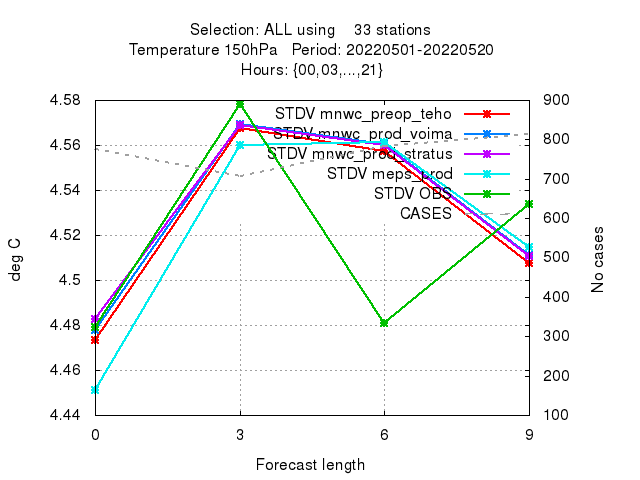 Selection: ALL using    33 stations
Temperature 150hPa   Period: 20220501-20220520
Hours: {00,03,...,21}
4.58
4.56
4.54
4.52
4.5
4.48
4.46
4.44
deg C
STDV mnwc_preop_teho
STDV mnwc_prod_voima
STDV mnwc_prod_stratus
STDV meps_prod
STDV OBS
CASES
900
800
700
600
500
400
300
200
100
No cases
0 3 6 9
Forecast length